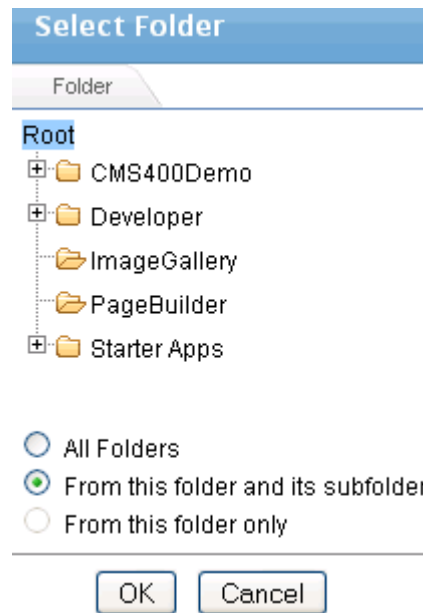 Select Folder
Folder
Root
CMS400Demo
Developer
ImageGallery
PageBuilder
Starter Apps
All Folders
From this folder and its subfolder
From this folder only
OK
Cancel